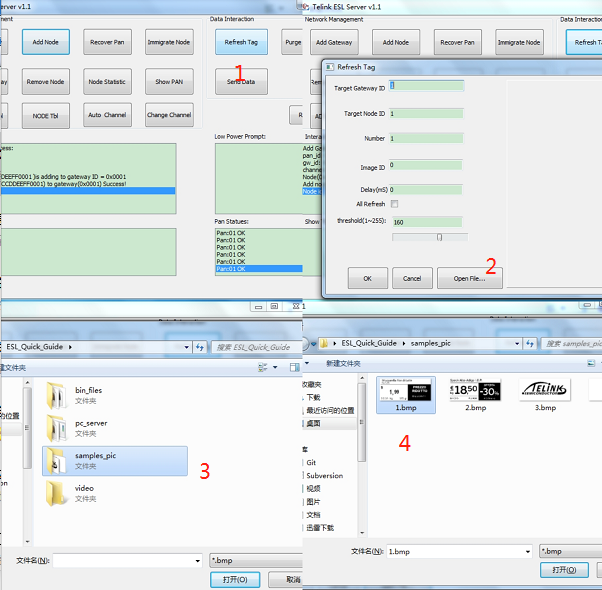 server v1.1
Telink ESL Server v1.1
ment
Data Interaction
Network Management
Data Interaction
Add Node
Recover Pan
Immigrate Node
Refresh Tag
Purge
Add Gateway
Add Node
Recover Pan
Immigrate Node
Refresh Ta
1
ay
Remove Node
Node Statistic
Show PAN
Send Data
NODE Tbl
Auto Channel
Change Channel
R
Refresh Tag
Target Gateway ID
1
Target Node ID
1
Number
1
Image ID
0
Delay(mS)
0
All Refresh
threshold(1~255):
160
2
OK
Cancel
Open File...
cess:
DEEFF0001 )is adding to gateway ID = 0x0001
CCDDEEFF0001) to gateway(0x0001) Success!
Low Power Prompt:
Intera
Add G
pan_id
gw_id:
channe
Node(0
Add no
Node is
Pan Statues:
Show
Pan:01 OK
Pan:01 OK
Pan:01 OK
Pan:01 OK
Pan:01 OK
Pan:01 OK
ESL_Quick_Guide
搜索 ESL_Quick_Guide
建文件夹
的位置
bin_files
文件夹
pc_server
文件夹
samples_pic
文件夹
video
文件夹
3
文件名(N):
*.bmp
打开(O)
取消
ESL_Quick_Guide
samples_pic
搜索 samples_pic
新建文件夹
收藏夹
下载
最近访问的位置
桌面
库
Git
Subversion
视频
图片
文档
迅雷下载
1,99
€18,50
-30%
TELINK
SEMICONDUCTOR
1.bmp
2.bmp
3.bmp
4
文件名(N):
1.bmp
*.bmp
打开(O)